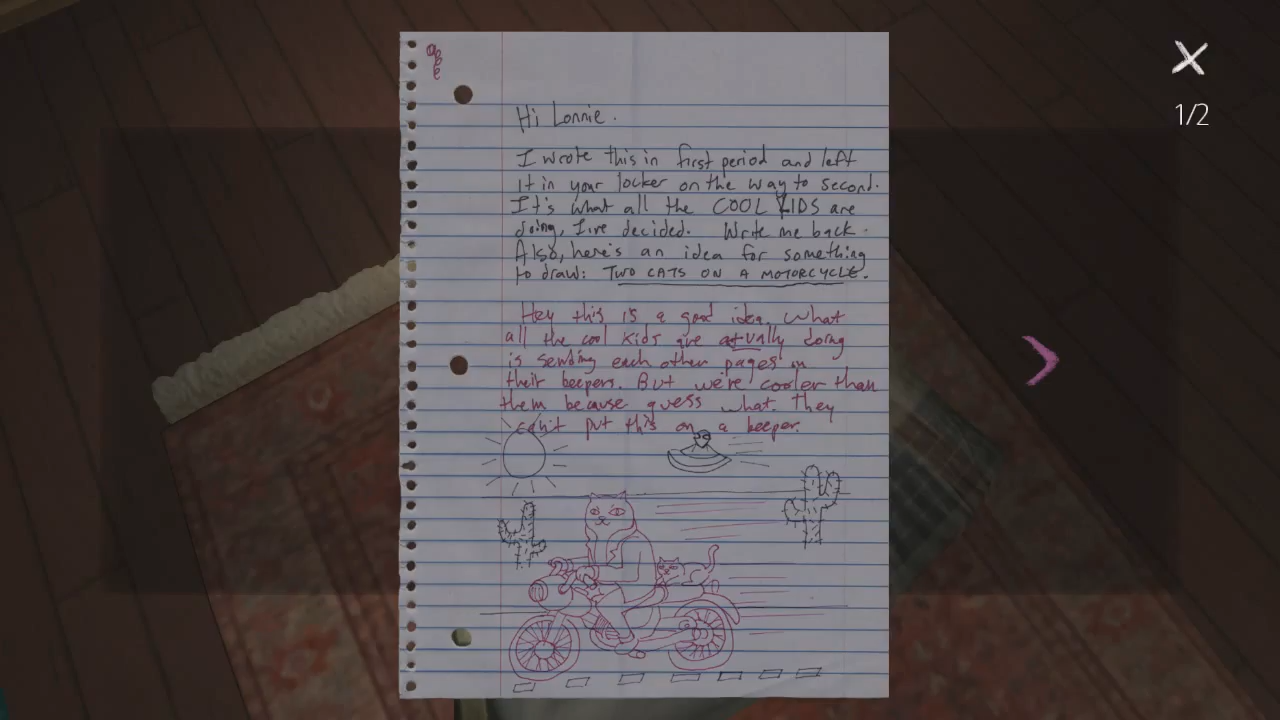 1/2
Hi Lonnie.
I wrote this in first period and left
it in your locker on the way to second.
It's what all the COOL KIDS are
doing, I've decided. Write me back.
Also, here's an idea for something
to draw: TWO CATS ON A MOTORCYCLE.
Hey this is a good idea. What
all the cool kids are actually doing
is sending each other pages on
their beepers. But we're cooler than
them because guess what. They
can't put this on a beeper.